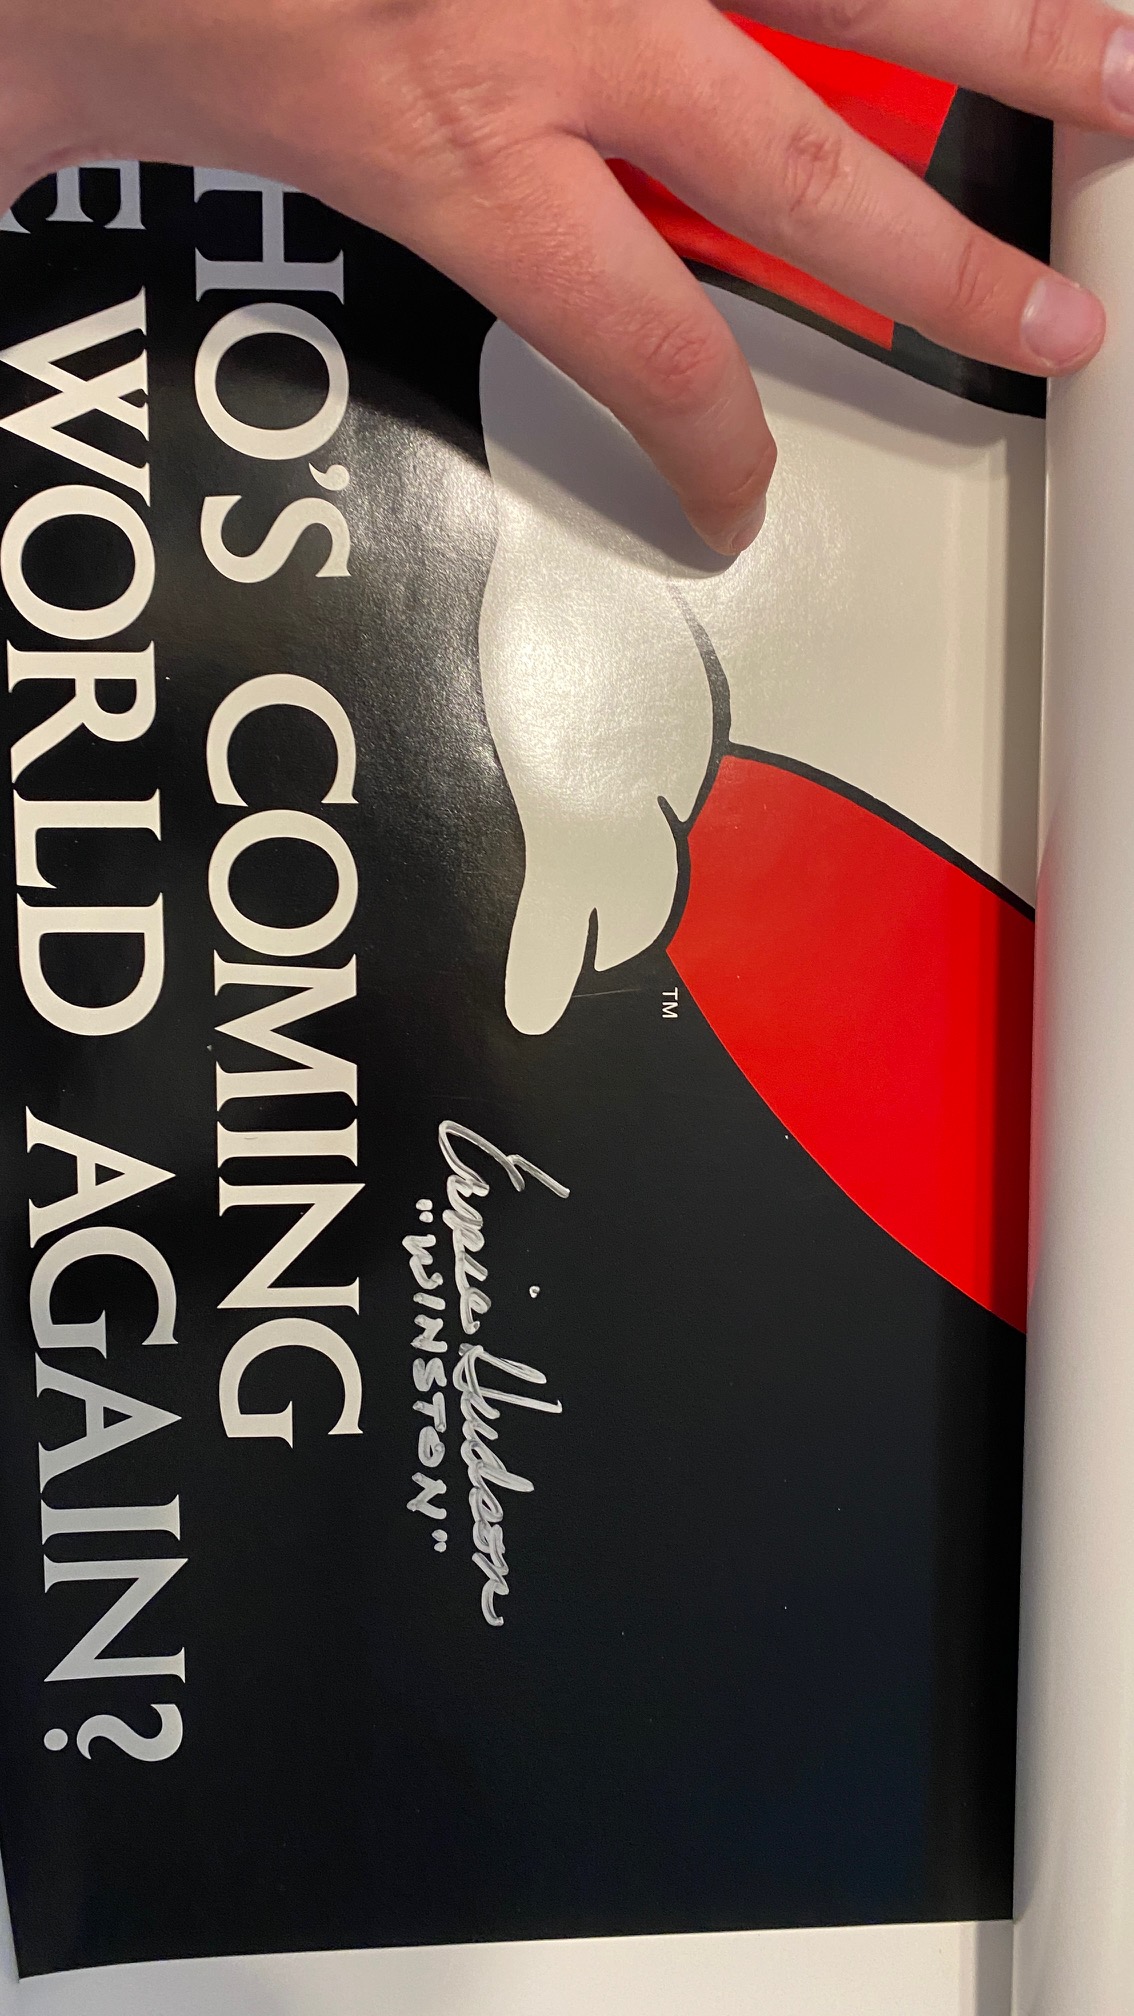 TM
Ernie Hudson
"WINSTON"
HO'S COMING
E WORLD AGAIN?